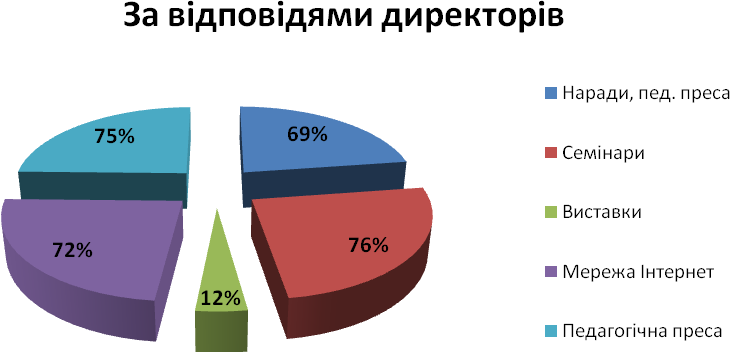 За відповідями директорів
75%
69%
72%
76%
12%
Наради, пед. преса
Семінари
Виставки
Мережа Інтернет
Педагогічна преса